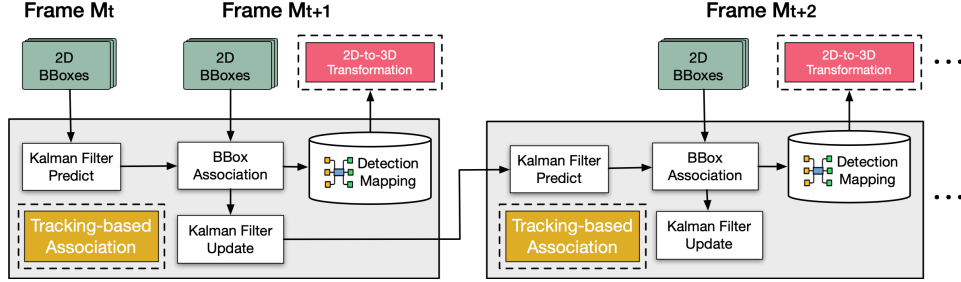 Frame Mt
Frame Mt+1
Frame Mt+2
2D
BBoxes
2D
BBoxes
2D-to-3D
Transformation
2D
BBoxes
2D-to-3D
Transformation
...
Kalman Filter
Predict
BBox
Association
Detection
Mapping
Kalman Filter
Predict
BBox
Association
Detection
Mapping
...
Tracking-based
Association
Kalman Filter
Update
Tracking-based
Association
Kalman Filter
Update